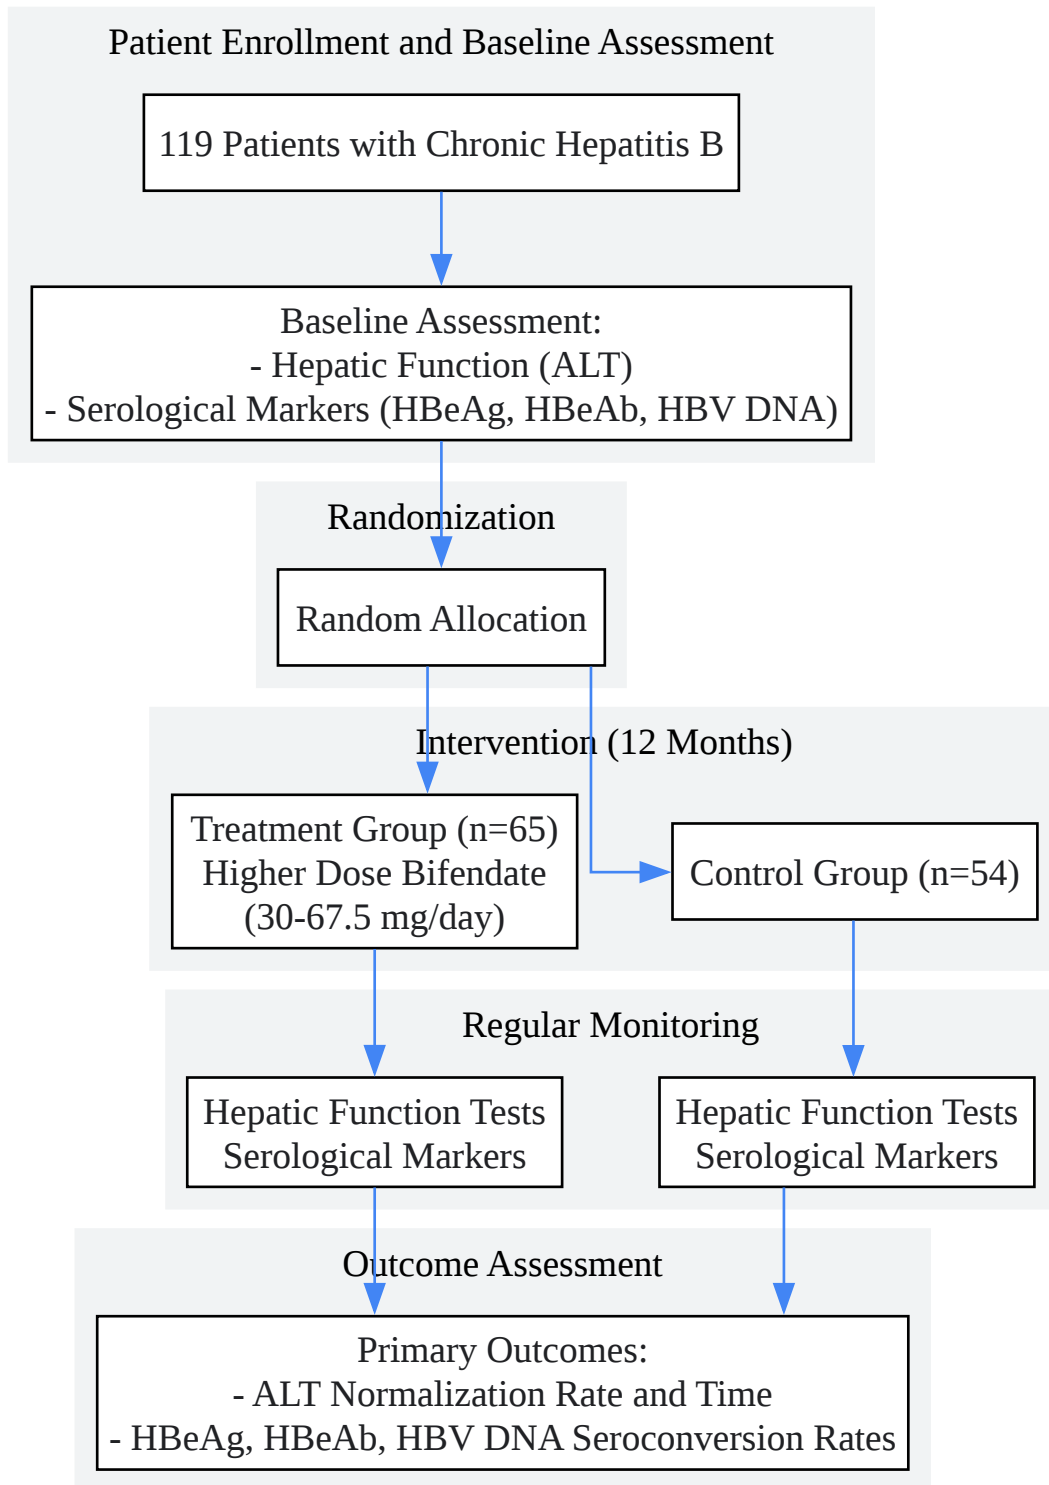 Patient Enrollment and Baseline Assessment
119 Patients with Chronic Hepatitis B
Baseline Assessment:
- Hepatic Function (ALT)
- Serological Markers (HBeAg, HBeAb, HBV DNA)
Randomization
Random Allocation
Intervention (12 Months)
Treatment Group (n=65)
Higher Dose Bifendate
(30-67.5 mg/day)
Control Group (n=54)
Regular Monitoring
Hepatic Function Tests
Serological Markers
Hepatic Function Tests
Serological Markers
Outcome Assessment
Primary Outcomes:
- ALT Normalization Rate and Time
- HBeAg, HBeAb, HBV DNA Seroconversion Rates